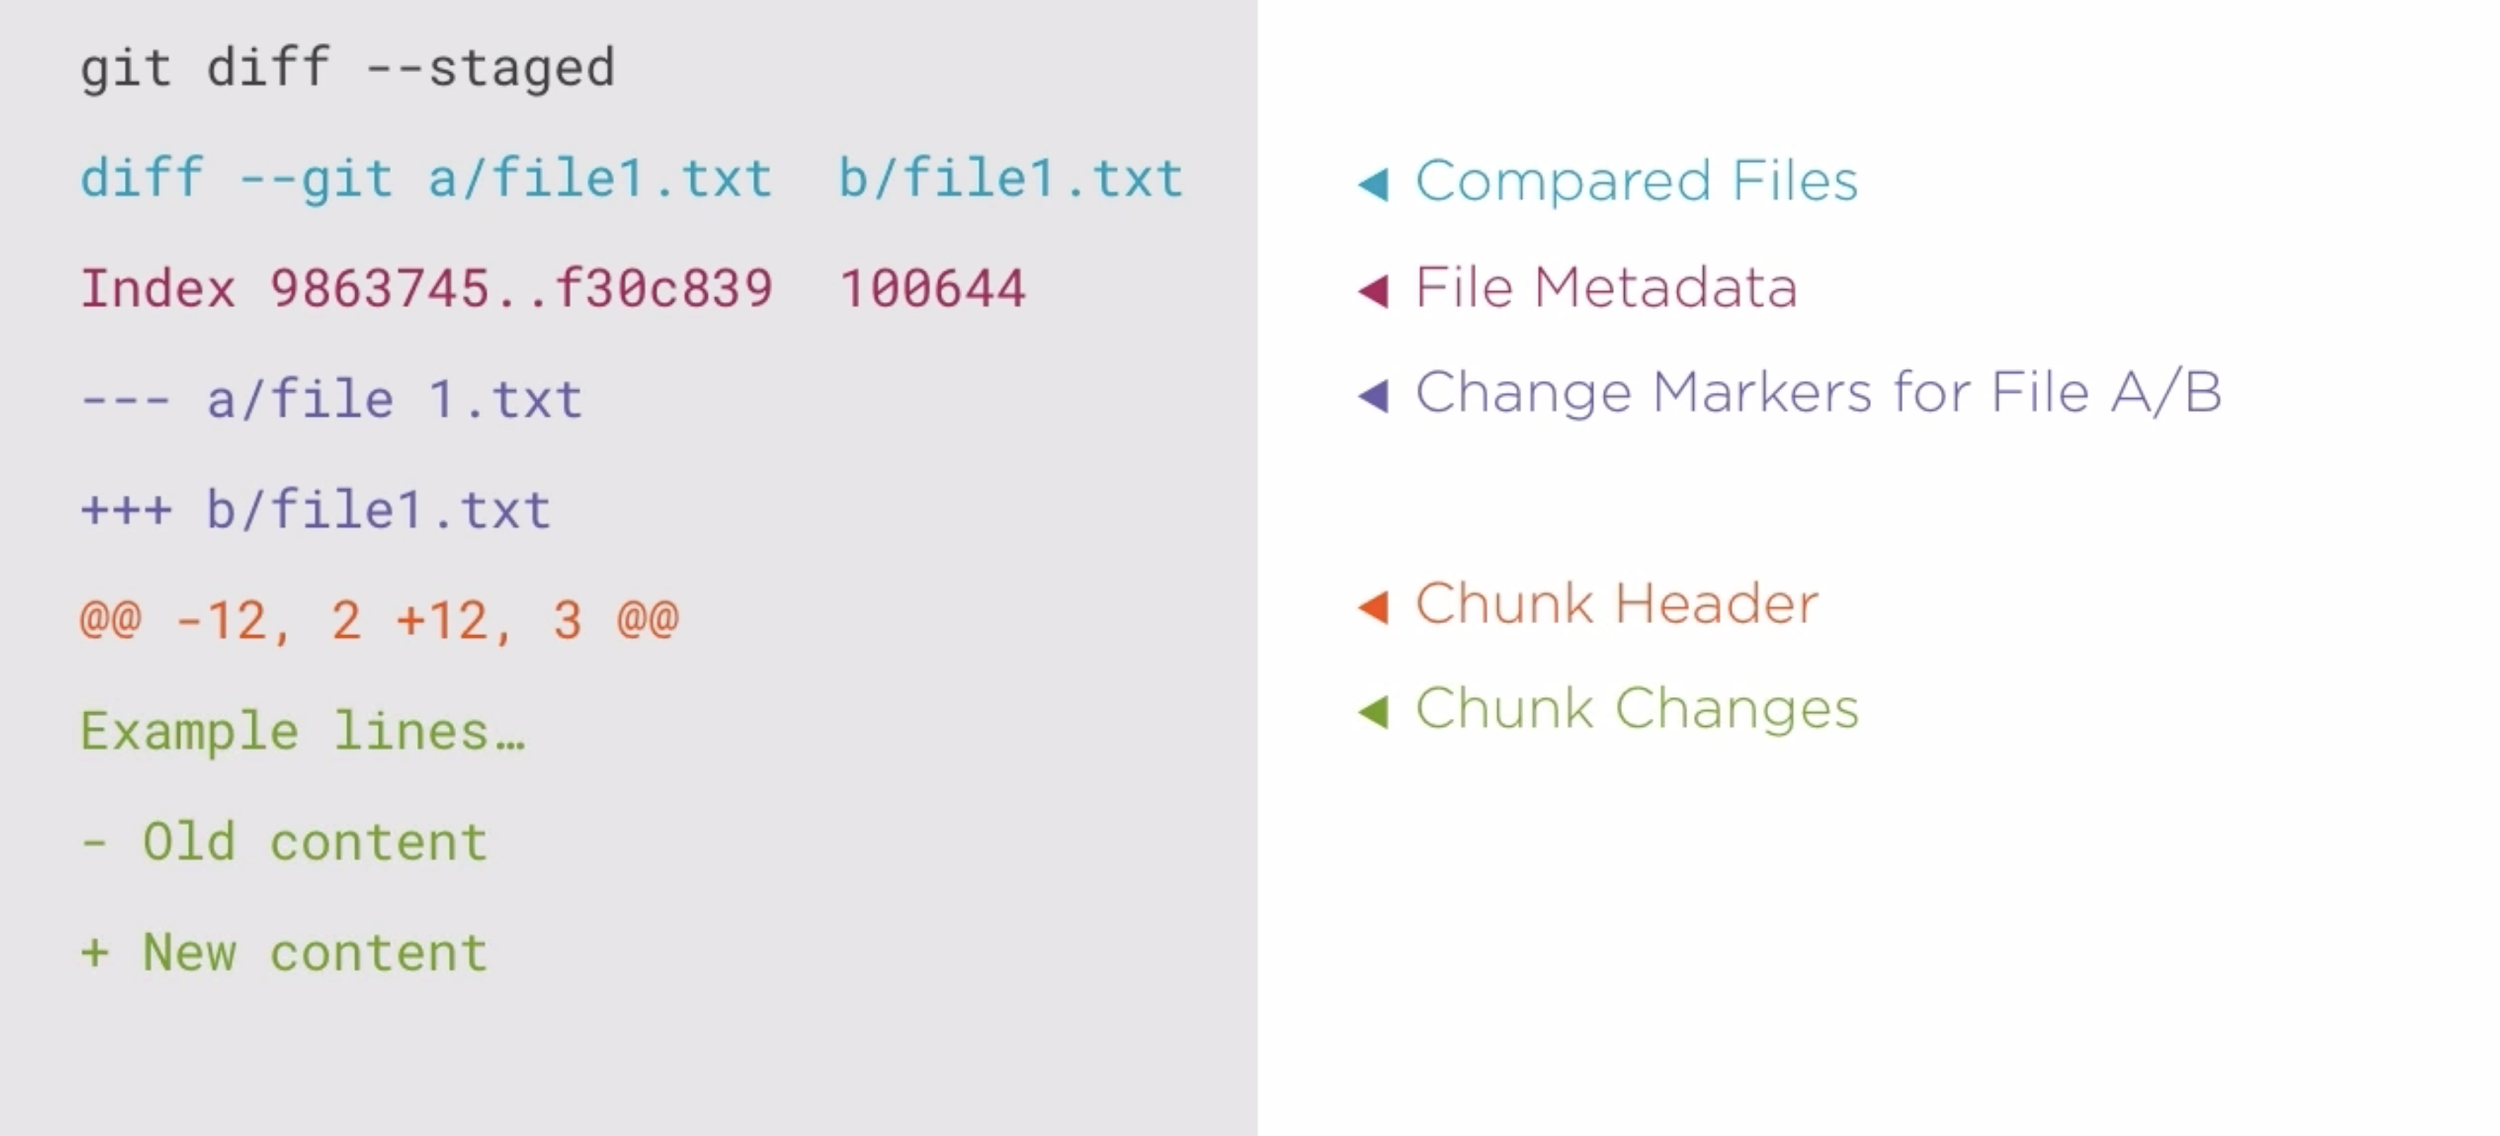 git diff --staged
diff --git a/file1.txt  b/file1.txt
Index 9863745..f30c839  100644
--- a/file 1.txt
+++ b/file1.txt
@@ -12, 2 +12, 3 @@
Example lines…
- Old content
+ New content
◀ Compared Files
◀ File Metadata
◀ Change Markers for File A/B
◀ Chunk Header
◀ Chunk Changes